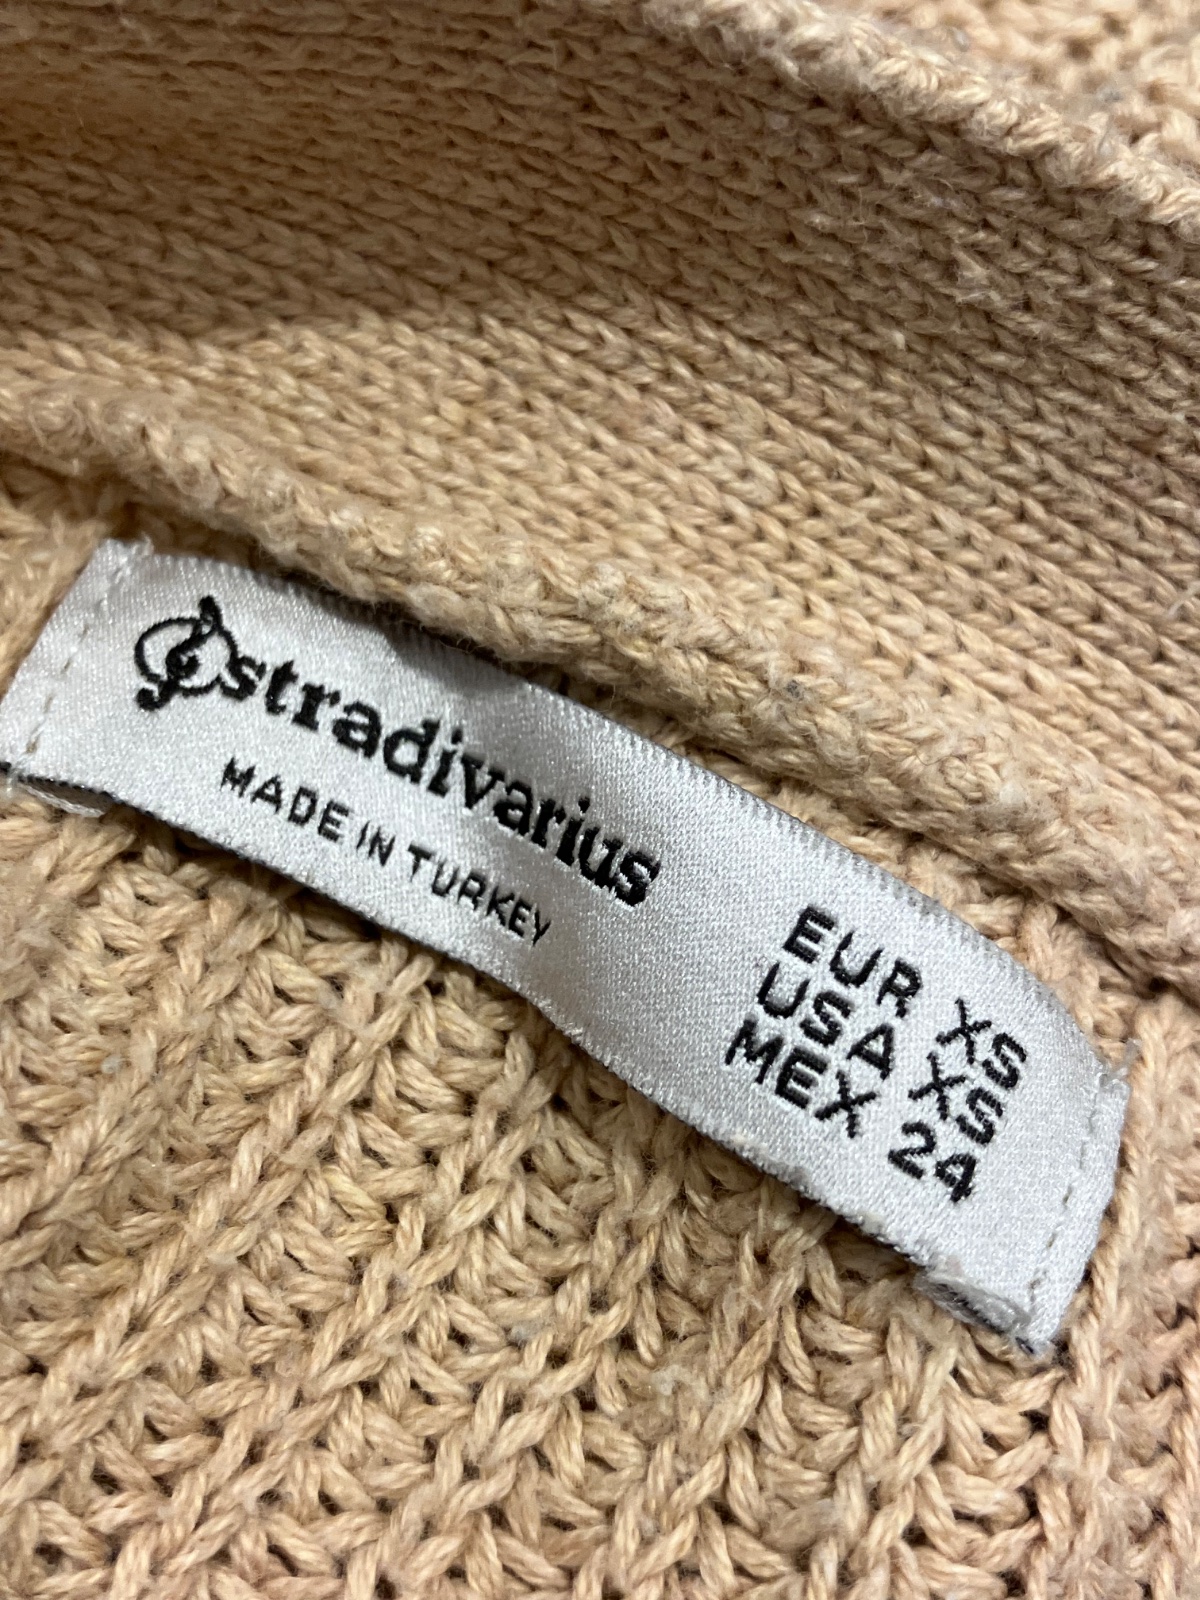 stradivarius
MADE IN TURKEY
EUR XS
USA XS
MEX 24